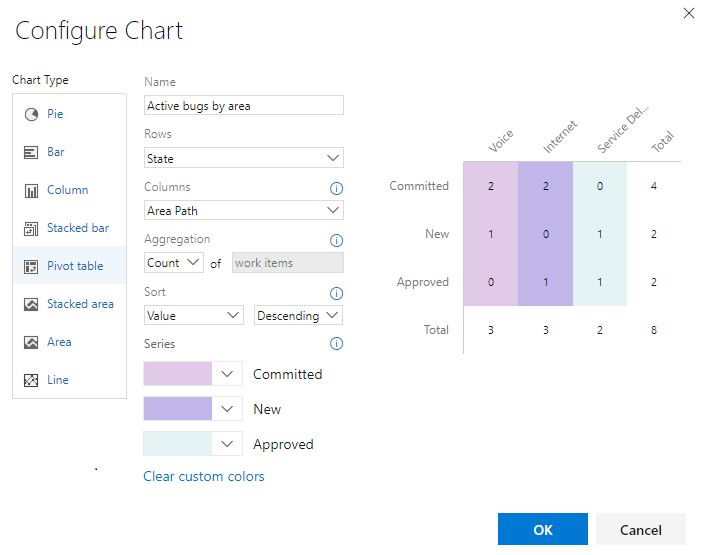 Configure Chart
Chart Type
Pie
Bar
Column
Stacked bar
Pivot table
Stacked area
Area
Line
Name
Active bugs by area
Rows
State
Columns
Area Path
Aggregation
Count of work items
Sort
Value Descending
Series
Committed
New
Approved
Clear custom colors
Voice Internet Service Del... Total
Committed 2 2 0 4
New 1 0 1 2
Approved 0 1 1 2
Total 3 3 2 8
OK Cancel